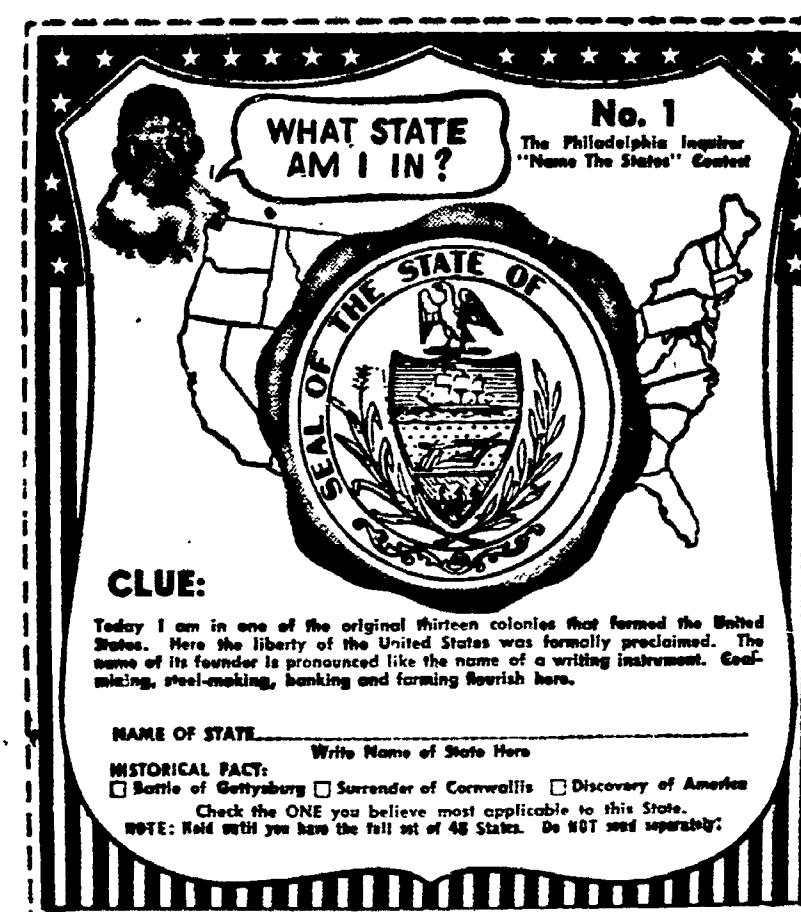 WHAT STATE
AM I IN?
No. 1
The Philadelphia Inquirer
"Name The States" Contest
SEAL OF THE STATE OF
CLUE:
Today I am in one of the original thirteen colonies that formed the United
States. Here the liberty of the United States was formally proclaimed. The
name of its founder is pronounced like the name of a writing instrument. Coal-
mining, steel-making, banking and farming flourish here.
NAME OF STATE
Write Name of State Here
HISTORICAL FACT:
☐ Battle of Gettysburg ☐ Surrender of Cornwallis ☐ Discovery of America
Check the ONE you believe most applicable to this State.
NOTE: Hold until you have the full set of 48 States. Do NOT send separately.